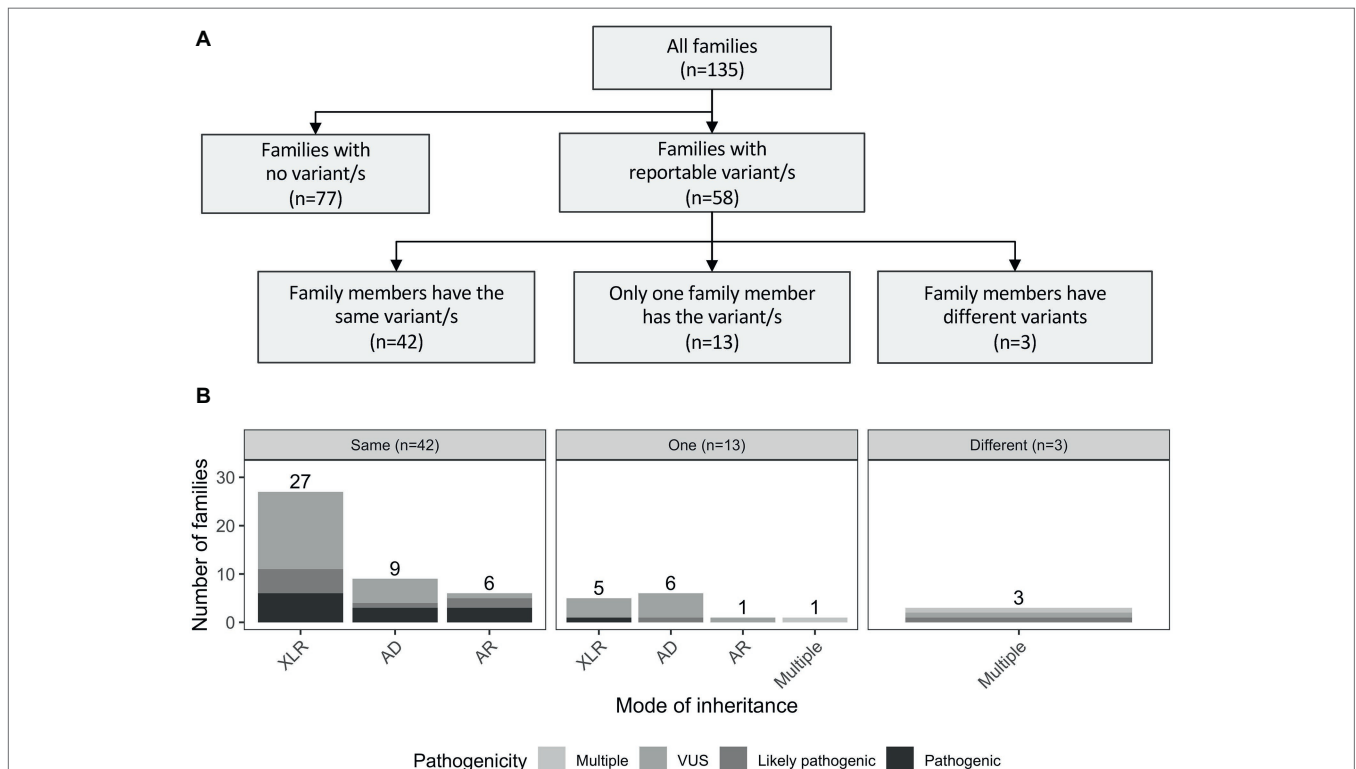 A
All families
(n=135)
Families with
no variant/s
(n=77)
Families with
reportable variant/s
(n=58)
Family members have the
same variant/s
(n=42)
Only one family member
has the variant/s
(n=13)
Family members have
different variants
(n=3)
B
Same (n=42)
One (n=13)
Different (n=3)
Number of families
30
20
10
0
27
9
6
5
6
1
1
3
XLR
AD
AR
XLR
AD
AR
Multiple
Multiple
Mode of inheritance
Pathogenicity Multiple VUS Likely pathogenic Pathogenic